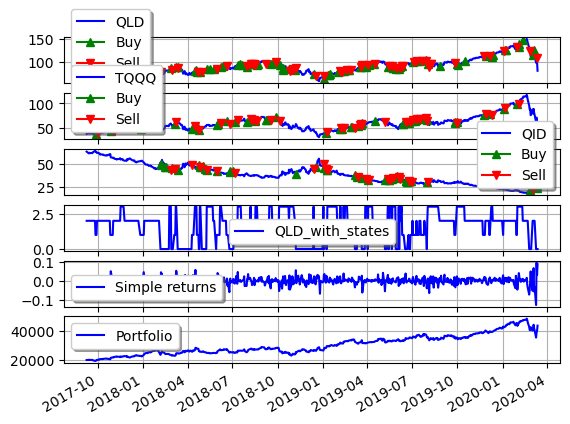 QLD
Buy
Sell
150
100
TQQQ
Buy
Sell
100
50
QID
Buy
Sell
50
25
2.5
0.0
QLD_with_states
0.1
0.0
−0.1
Simple returns
40000
20000
Portfolio
2017-10
2018-01
2018-04
2018-07
2018-10
2019-01
2019-04
2019-07
2019-10
2020-01
2020-04